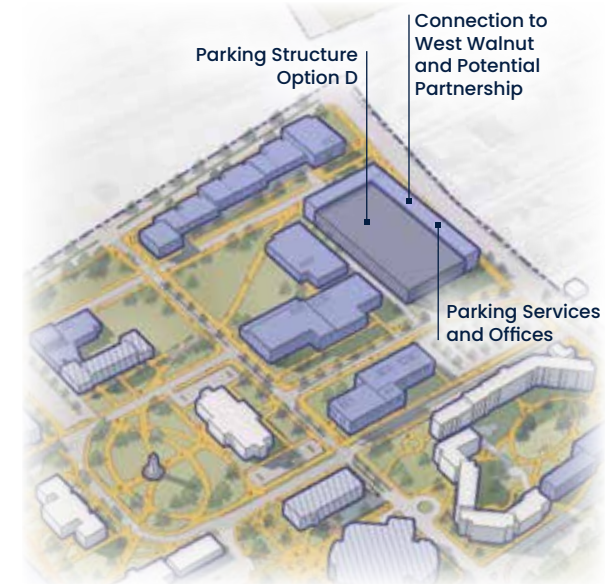 Connection to
West Walnut
and Potential
Partnership
Parking Structure
Option D
Parking Services
and Offices